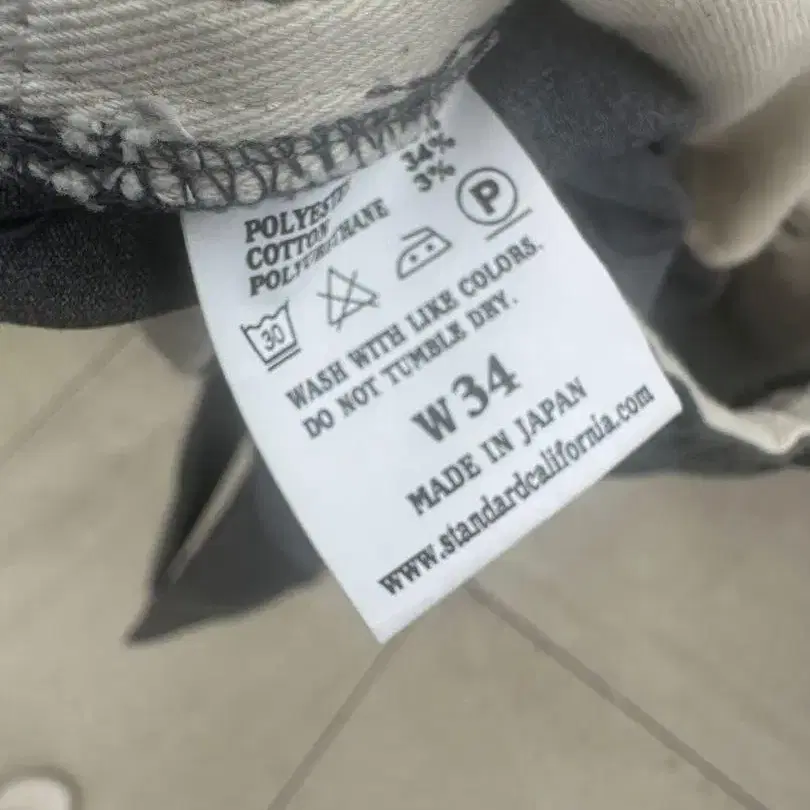 POLYESTER
COTTON 34%
POLYURETHANE 3%
30 P
WASH WITH LIKE COLORS.
DO NOT TUMBLE DRY.
W34
MADE IN JAPAN
www.standardcalifornia.com